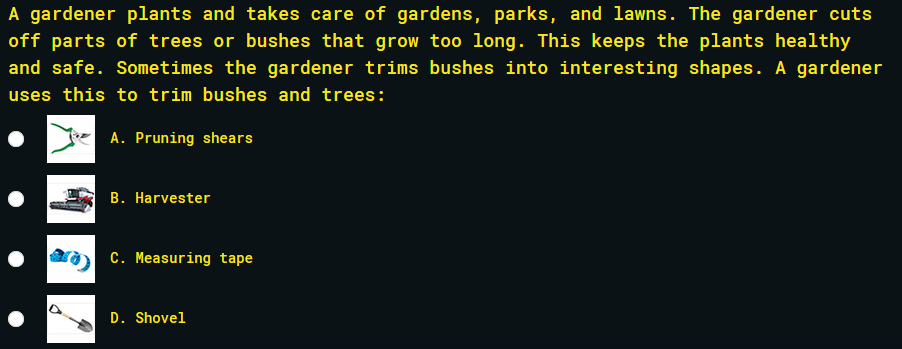 A gardener plants and takes care of gardens, parks, and lawns. The gardener cuts
off parts of trees or bushes that grow too long. This keeps the plants healthy
and safe. Sometimes the gardener trims bushes into interesting shapes. A gardener
uses this to trim bushes and trees:
A. Pruning shears
B. Harvester
C. Measuring tape
D. Shovel